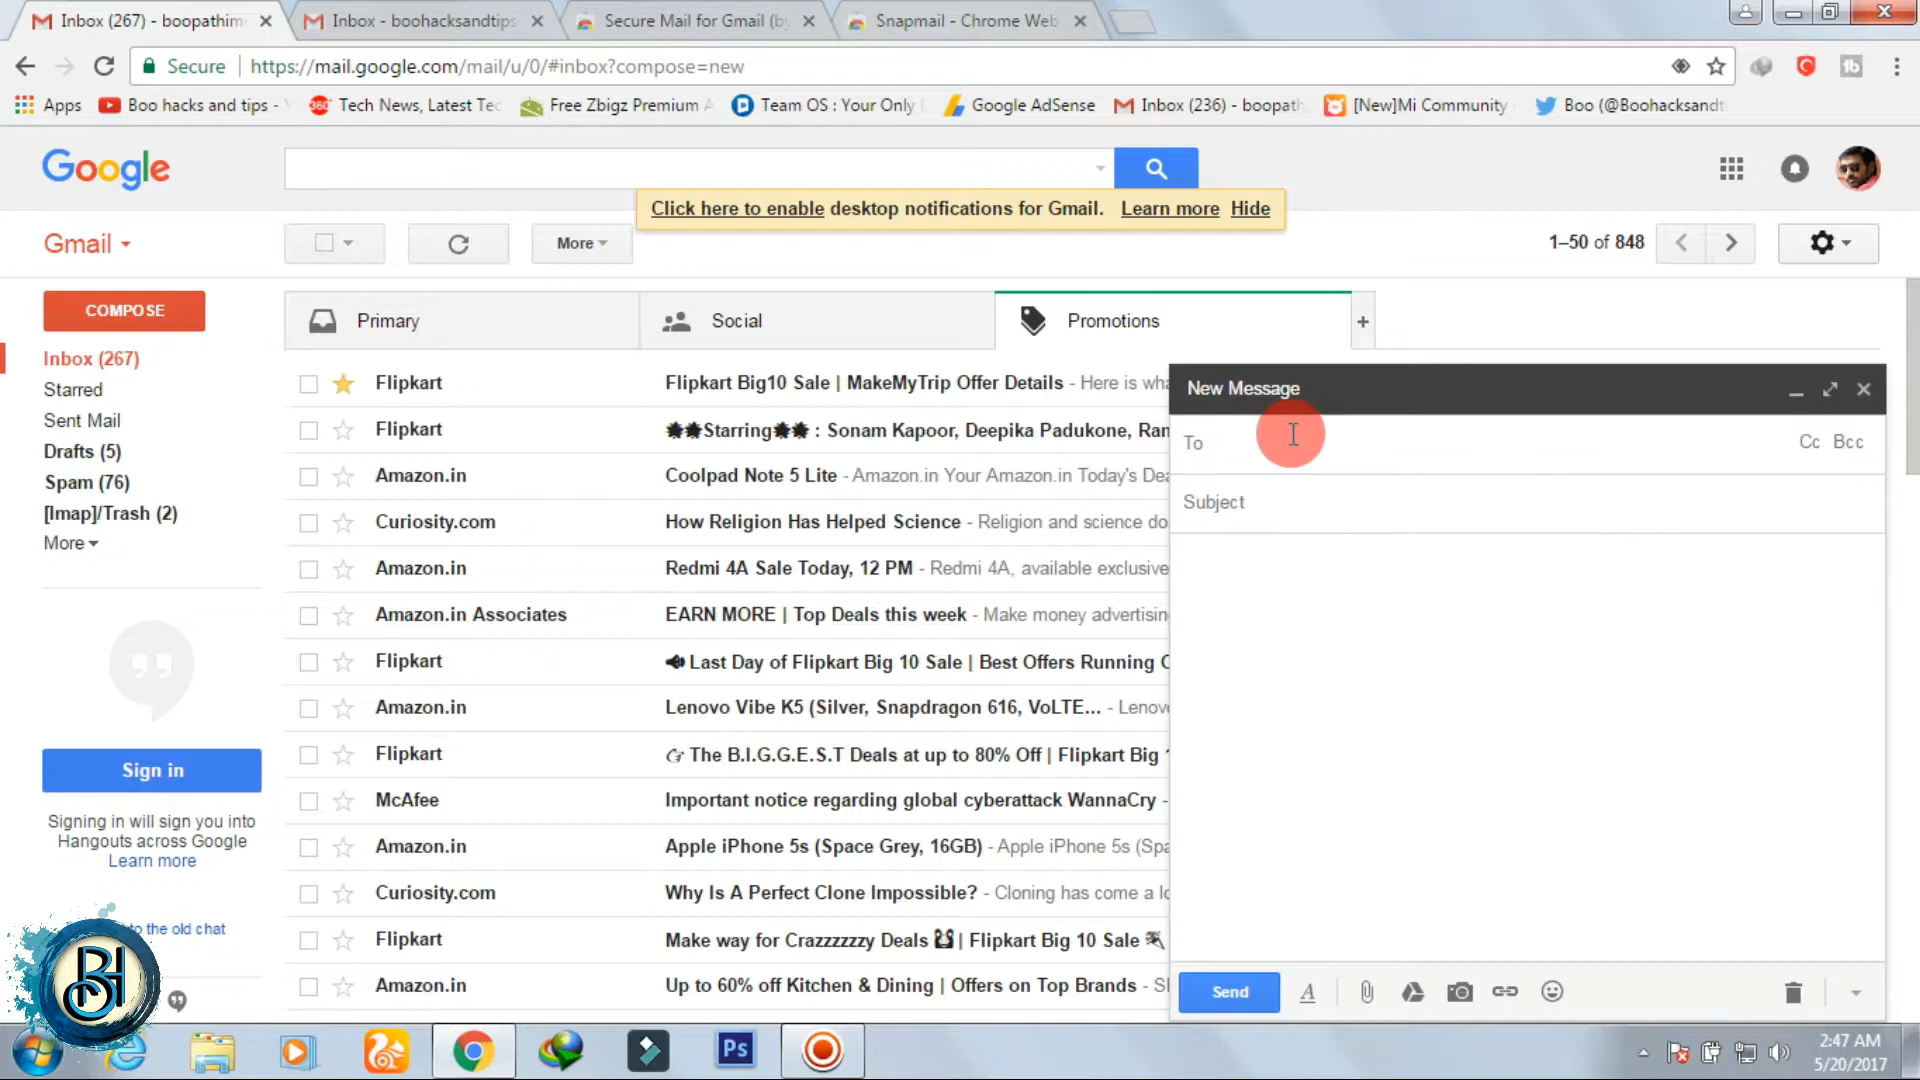 Inbox (267) - boopathim
Inbox - boohacksandtips
Secure Mail for Gmail (by
Snapmail - Chrome Web
Secure
https://mail.google.com/mail/u/0/#inbox?compose=new
Apps
Boo hacks and tips -
Tech News, Latest Tec
Free Zbigz Premium
Team OS : Your Only
Google AdSense
Inbox (236) - boopath
[New]Mi Community
Boo (@Boohacksandt
Google
Click here to enable desktop notifications for Gmail. Learn more Hide
Gmail
More
1–50 of 848
COMPOSE
Inbox (267)
Starred
Sent Mail
Drafts (5)
Spam (76)
[Imap]/Trash (2)
More
Sign in
Signing in will sign you into
Hangouts across Google
Learn more
to the old chat
Primary
Social
Promotions
Flipkart Flipkart Big10 Sale | MakeMyTrip Offer Details - Here is wha
Flipkart Starring : Sonam Kapoor, Deepika Padukone, Ran
Amazon.in Coolpad Note 5 Lite - Amazon.in Your Amazon.in Today's Dea
Curiosity.com How Religion Has Helped Science - Religion and science do
Amazon.in Redmi 4A Sale Today, 12 PM - Redmi 4A, available exclusive
Amazon.in Associates EARN MORE | Top Deals this week - Make money advertisin
Flipkart Last Day of Flipkart Big 10 Sale | Best Offers Running O
Amazon.in Lenovo Vibe K5 (Silver, Snapdragon 616, VoLTE... - Lenov
Flipkart The B.I.G.G.E.S.T Deals at up to 80% Off | Flipkart Big
McAfee Important notice regarding global cyberattack WannaCry -
Amazon.in Apple iPhone 5s (Space Grey, 16GB) - Apple iPhone 5s (Spa
Curiosity.com Why Is A Perfect Clone Impossible? - Cloning has come a lo
Flipkart Make way for Crazzzzzzy Deals | Flipkart Big 10 Sale
Amazon.in Up to 60% off Kitchen & Dining | Offers on Top Brands - S
New Message
To
Cc Bcc
Subject
Send
BH
Ps
2:47 AM
5/20/2017